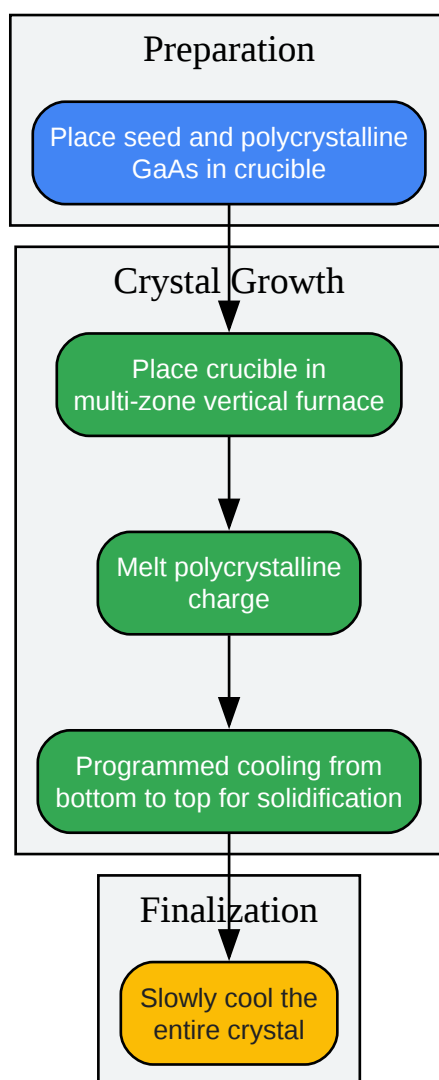 Preparation
Place seed and polycrystalline
GaAs in crucible
Crystal Growth
Place crucible in
multi-zone vertical furnace
Melt polycrystalline
charge
Programmed cooling from
bottom to top for solidification
Finalization
Slowly cool the
entire crystal